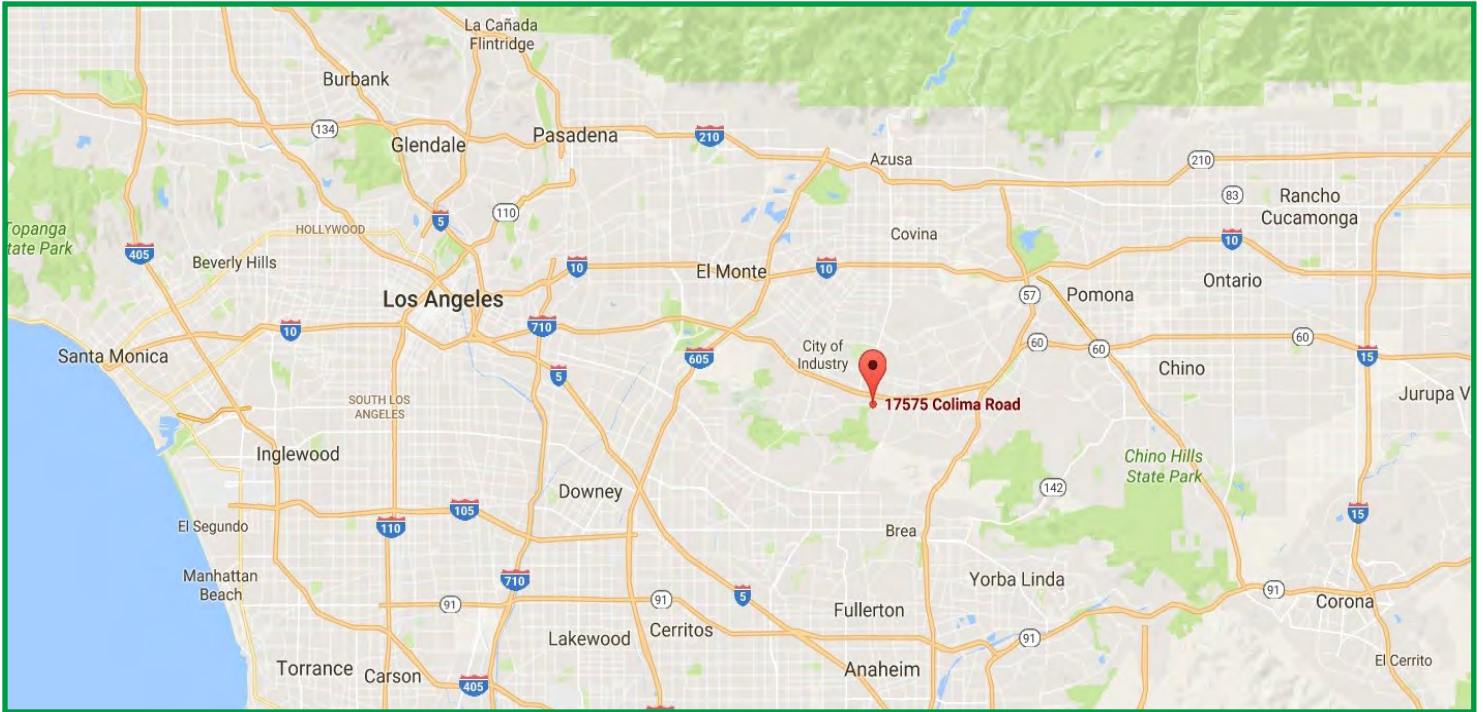 La Cañada
Flintridge
Burbank
134
Glendale
Pasadena
210
Azusa
210
83
Rancho
Cucamonga
110
5
HOLLYWOOD
Topanga
tate Park
405
Beverly Hills
Covina
10
10
El Monte
10
Ontario
Los Angeles
57
Pomona
10
710
60
60
60
15
Santa Monica
605
City of
Industry
5
Chino
Jurupa V
17575 Colima Road
SOUTH LOS
ANGELES
Inglewood
Chino Hills
State Park
142
Downey
105
15
El Segundo
110
Brea
Manhattan
Beach
710
Yorba Linda
91
91
5
Fullerton
91
Corona
Lakewood
Cerritos
91
Torrance
Carson
405
Anaheim
El Cerrito